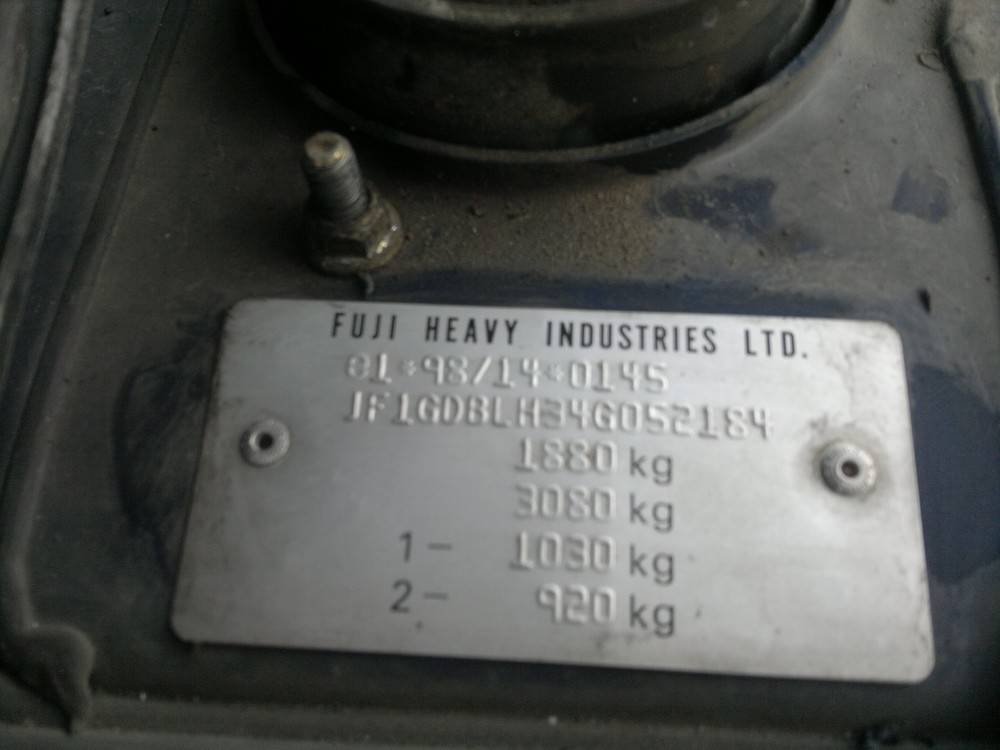 FUJI HEAVY INDUSTRIES LTD.
e1*98/14*0145
JF1GDBLH34G052184
1880 kg
3080 kg
1- 1030 kg
2- 920 kg